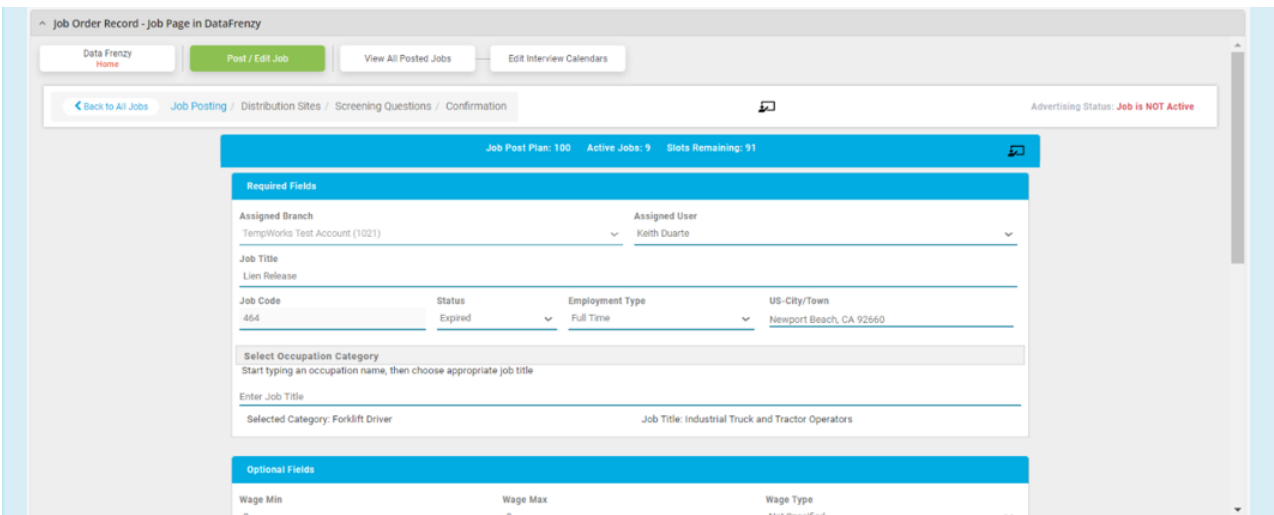 Job Order Record - Job Page in DataFrenzy
Data Frenzy
Home
Post / Edit Job
View All Posted Jobs
Edit Interview Calendars
Back to All Jobs
Job Posting / Distribution Sites / Screening Questions / Confirmation
Advertising Status: Job is NOT Active
Job Post Plan: 100 Active Jobs: 9 Slots Remaining: 91
Required Fields
Assigned Branch
TempWorks Test Account (1021)
Assigned User
Keith Duarte
Job Title
Lien Release
Job Code
464
Status
Expired
Employment Type
Full Time
US-City/Town
Newport Beach, CA 92660
Select Occupation Category
Start typing an occupation name, then choose appropriate job title
Enter Job Title
Selected Category: Forklift Driver
Job Title: Industrial Truck and Tractor Operators
Optional Fields
Wage Min
Wage Max
Wage Type